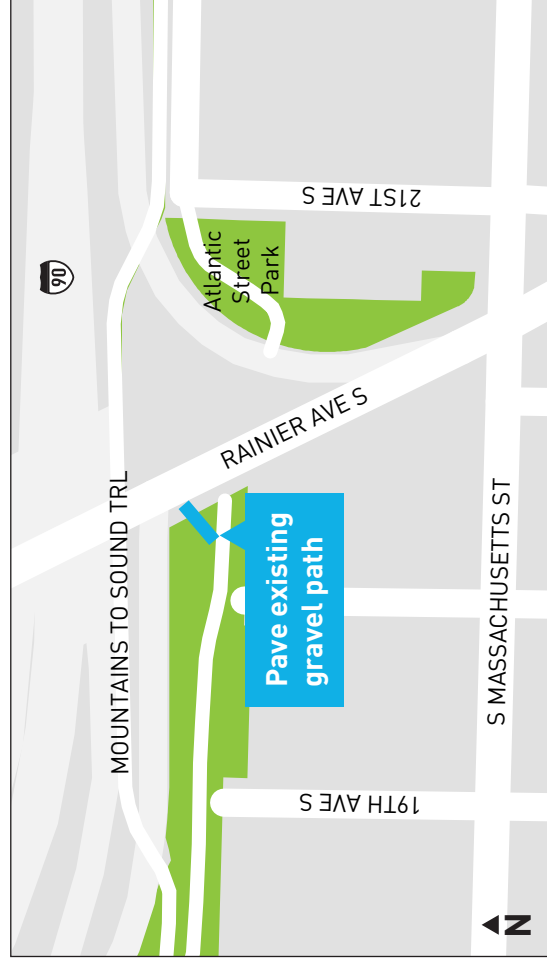 90
MOUNTAINS TO SOUND TRL
Atlantic
Street
Park
21ST AVE S
RAINIER AVE S
Pave existing
gravel path
19TH AVE S
S MASSACHUSETTS ST
N